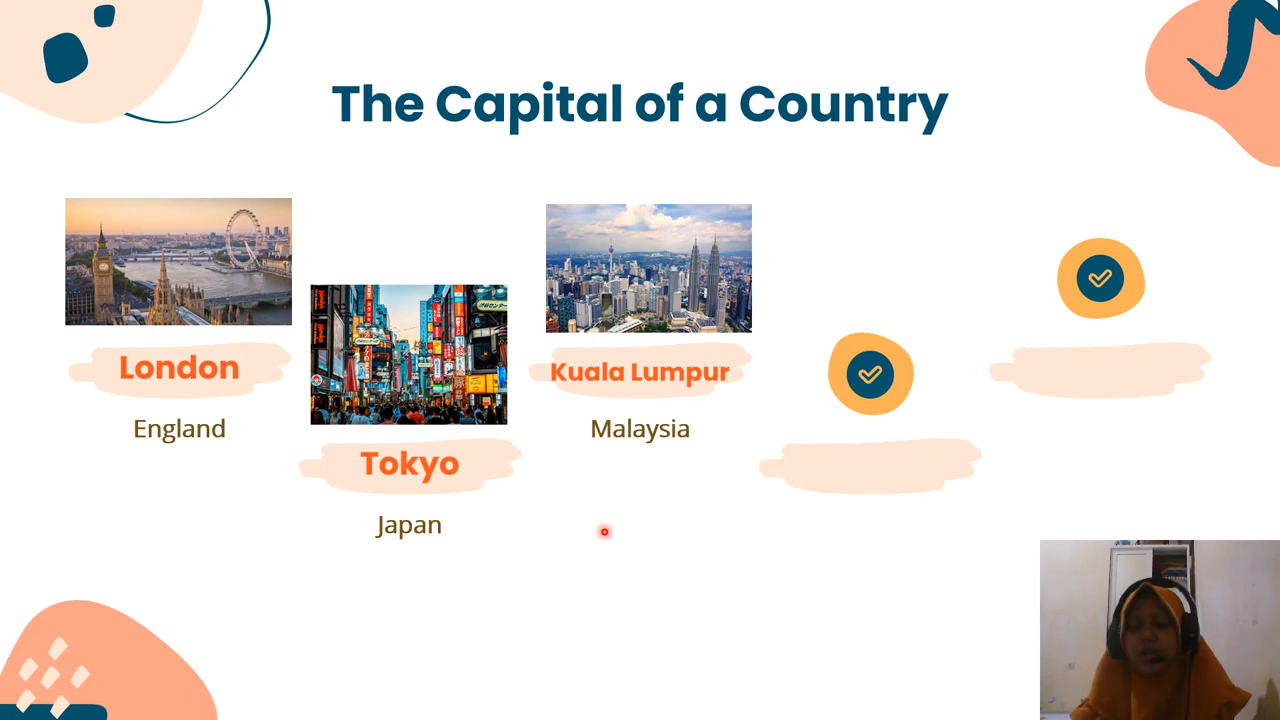 The Capital of a Country
London
England
Tokyo
Japan
Kuala Lumpur
Malaysia